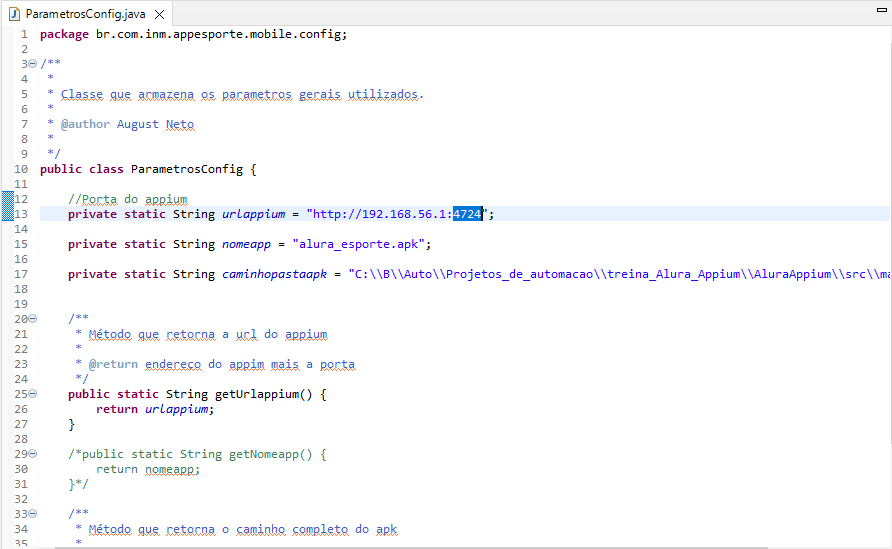 ParametrosConfig.java
1 package br.com.inm.appesporte.mobile.config;
2
3 /**
4 *
5 * Classe que armazena os parametros gerais utilizados.
6 *
7 * @author August Neto
8 *
9 */
10 public class ParametrosConfig {
11
12 //Porta do appium
13 private static String urlappium = "http://192.168.56.1:4724";
14
15 private static String nomeapp = "alura_esporte.apk";
16
17 private static String caminhopastaapk = "C:\\B\\Auto\\Projetos_de_automacao\\treina_Alura_Appium\\AluraAppium\\src\\ma
18
19
20 /**
21 * Método que retorna a url do appium
22 *
23 * @return endereco do appim mais a porta
24 */
25 public static String getUrlappium() {
26 return urlappium;
27 }
28
29 /*public static String getNomeapp() {
30 return nomeapp;
31 }*/
32
33 /**
34 * Método que retorna o caminho completo do apk
35 *